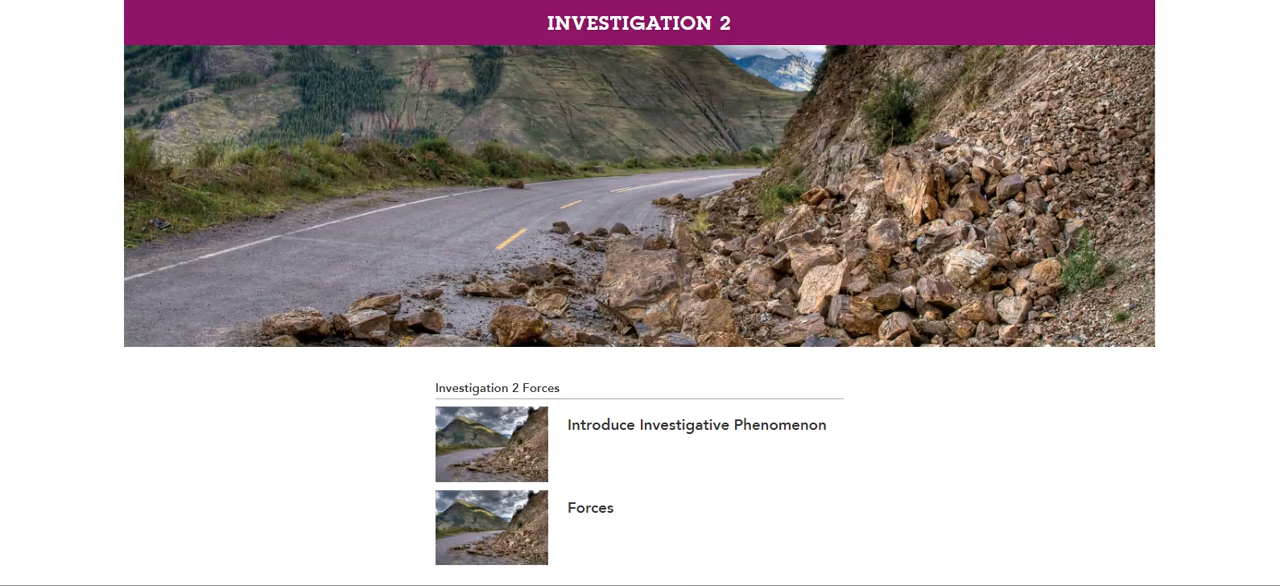 INVESTIGATION 2
Investigation 2 Forces
Introduce Investigative Phenomenon
Forces